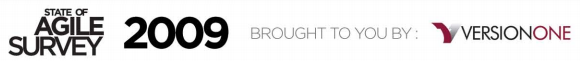 STATE OF
AGILE
SURVEY
2009
BROUGHT TO YOU BY :
VERSIONONE